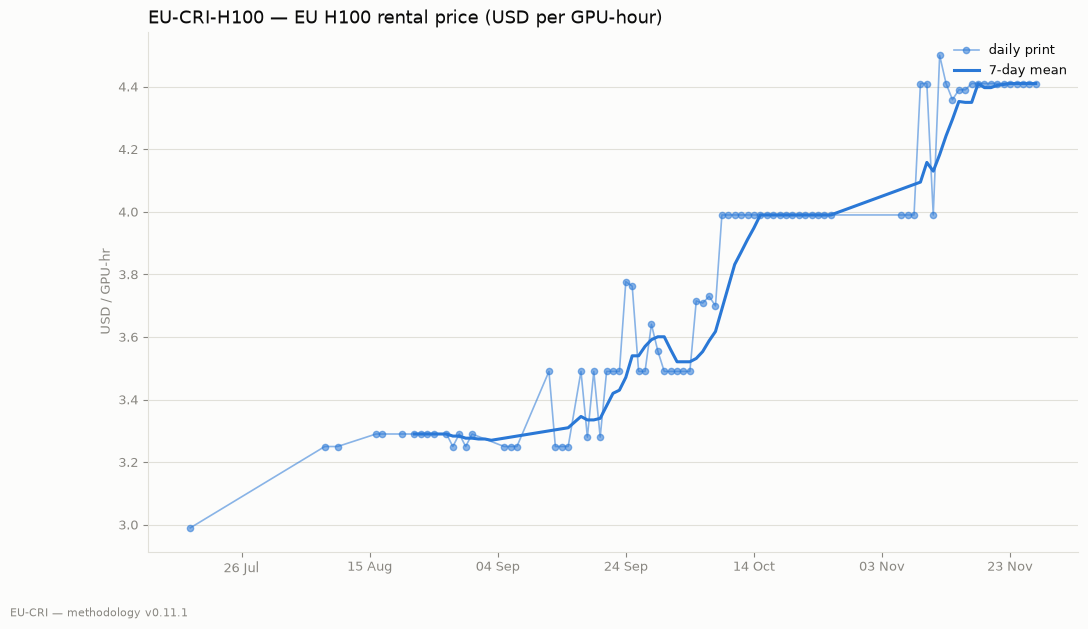 EU-CRI-H100 — EU H100 rental price (USD per GPU-hour)
daily print
7-day mean
4.4
4.2
4.0
3.8
3.6
3.4
3.2
3.0
USD / GPU-hr
26 Jul
15 Aug
04 Sep
24 Sep
14 Oct
03 Nov
23 Nov
EU-CRI — methodology v0.11.1